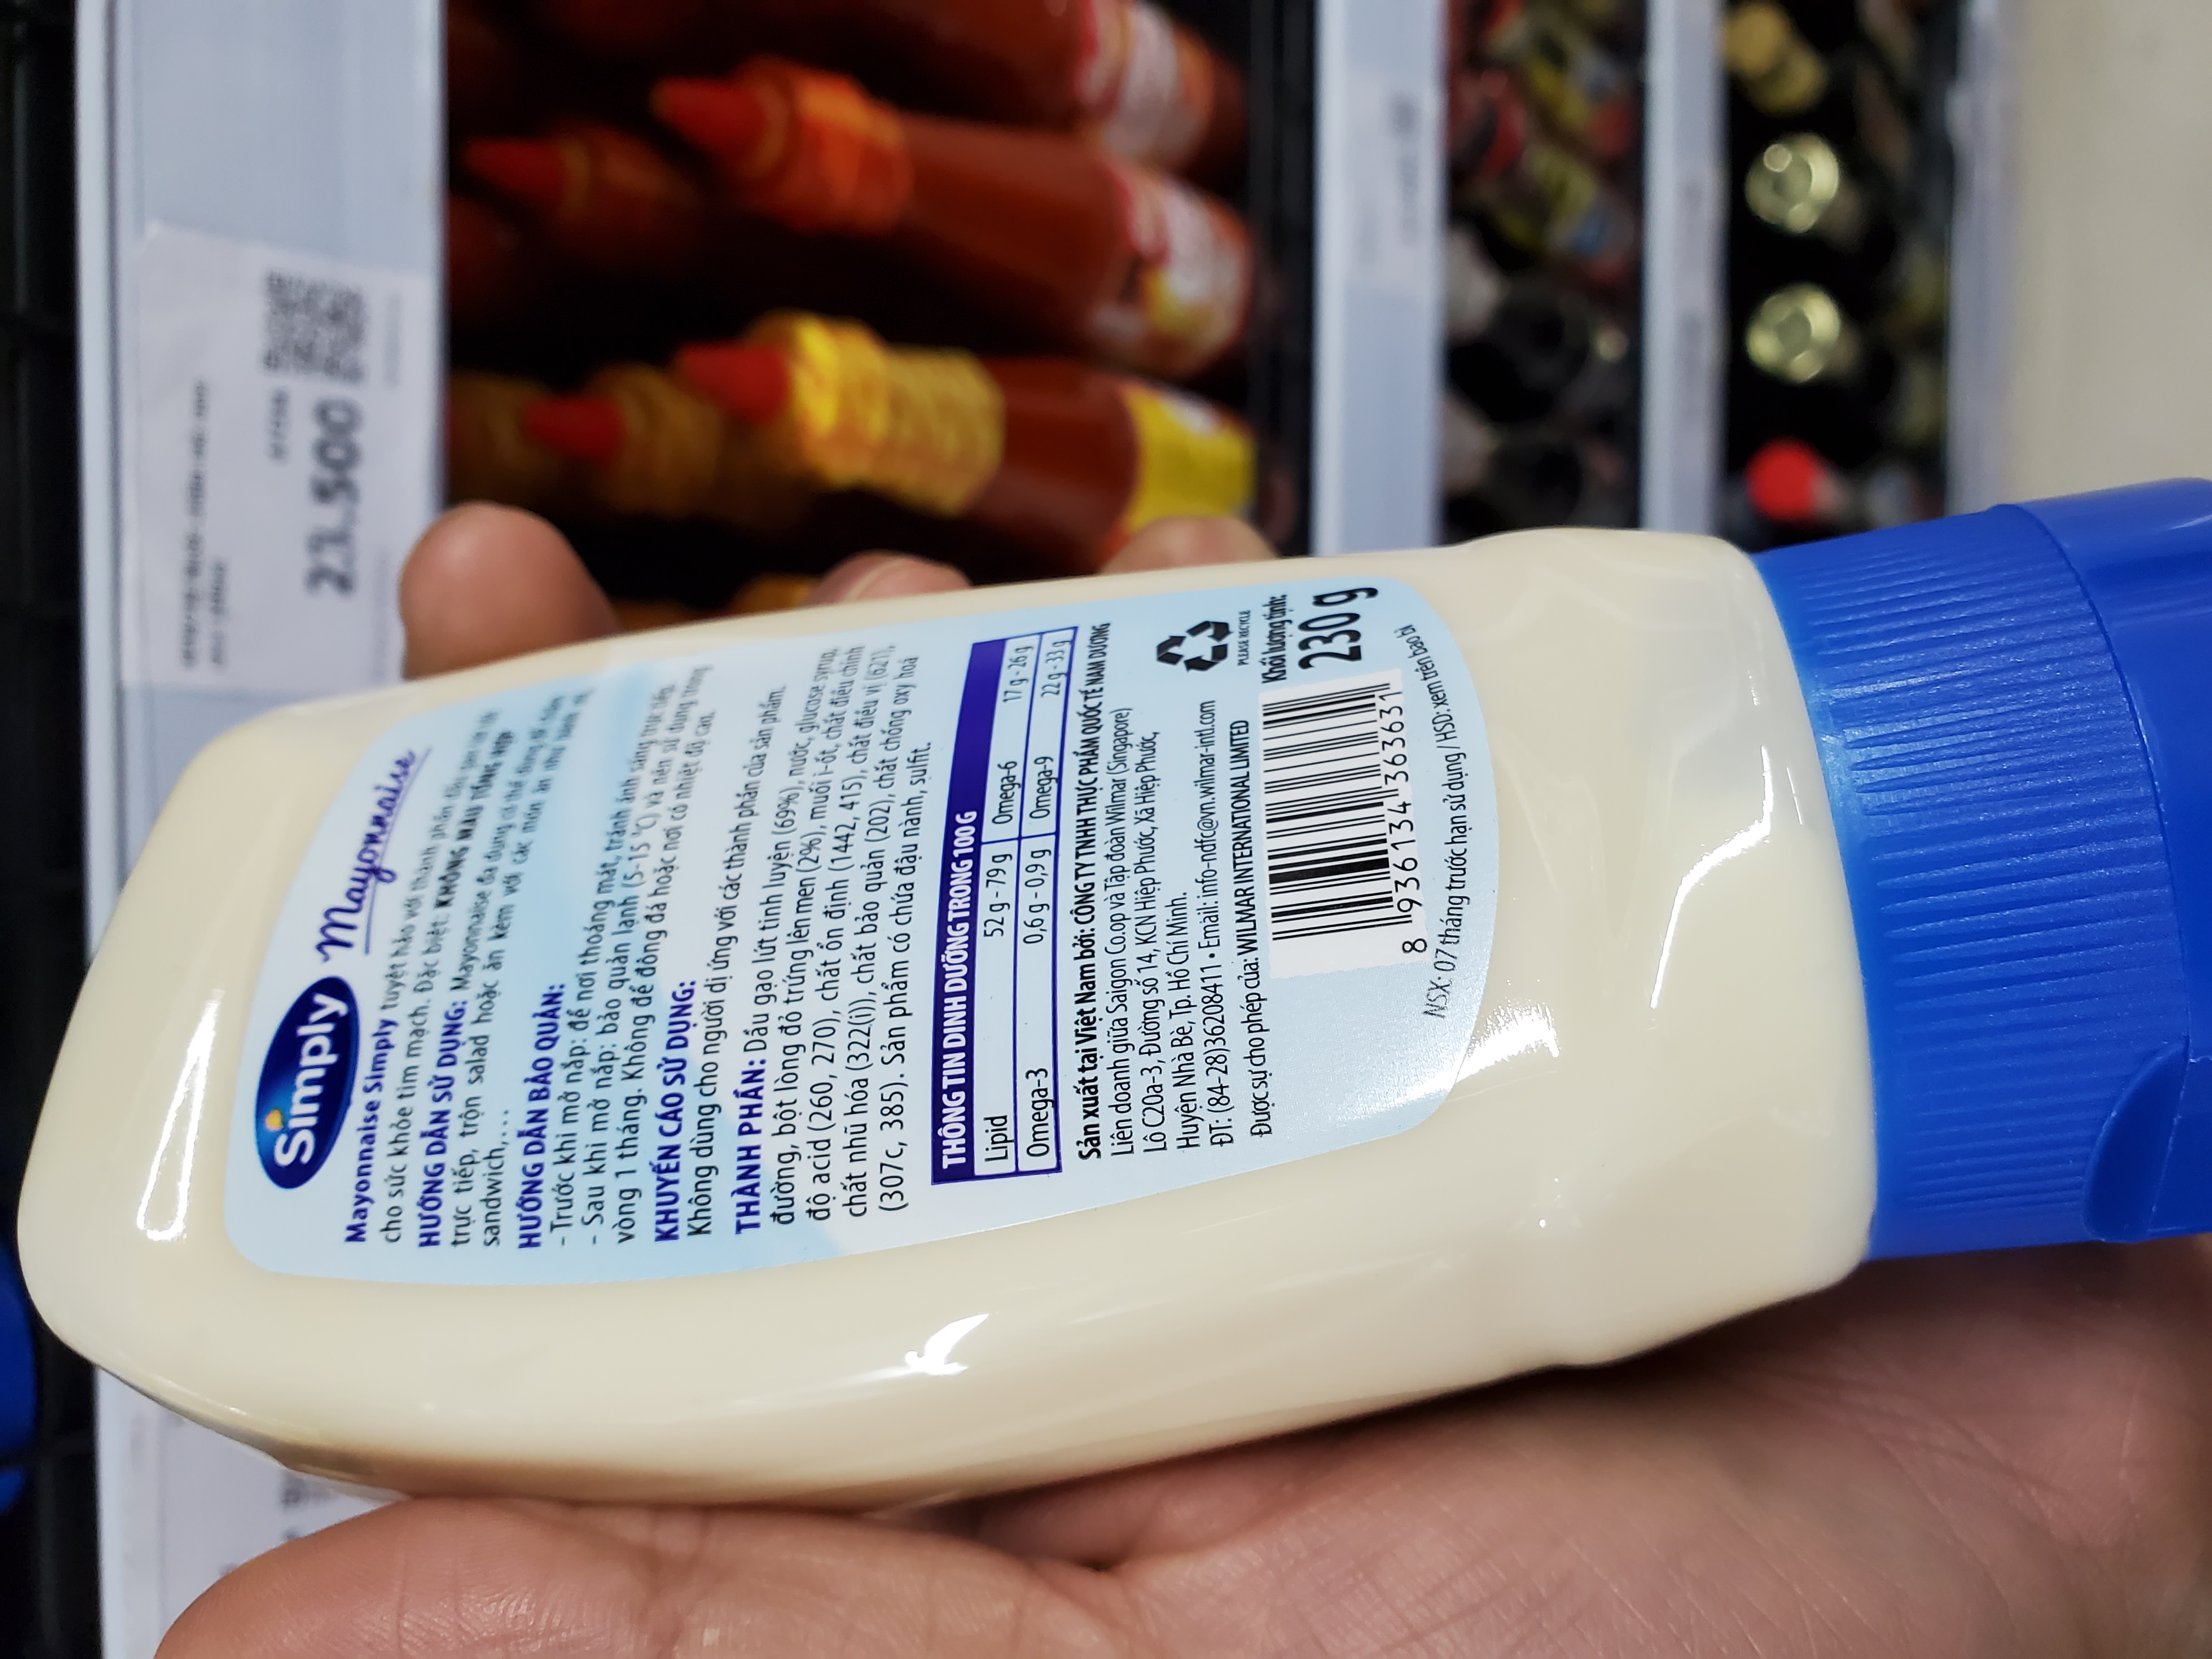 Simply Mayonnaise
Mayonnaise Simply tuyệt hảo với thành phần dầu gạo lứt tốt
cho sức khỏe tim mạch. Đặc biệt: KHÔNG MÀU TỔNG HỢP
HƯỚNG DẪN SỬ DỤNG: Mayonnaise đa dụng có thể dùng để chấm
trực tiếp, trộn salad hoặc ăn kèm với các món ăn như bánh mì,
sandwich,...
HƯỚNG DẪN BẢO QUẢN:
- Trước khi mở nắp: để nơi thoáng mát, tránh ánh sáng trực tiếp.
- Sau khi mở nắp: bảo quản lạnh (5-15 °C) và nên sử dụng trong
vòng 1 tháng. Không để đông đá hoặc nơi có nhiệt độ cao.
KHUYẾN CÁO SỬ DỤNG:
Không dùng cho người dị ứng với các thành phần của sản phẩm.
THÀNH PHẦN: Dầu gạo lứt tinh luyện (69%), nước, glucose syrup,
đường, bột lòng đỏ trứng lên men (2%), muối i-ốt, chất điều chỉnh
độ acid (260, 270), chất ổn định (1442, 415), chất điều vị (621),
chất nhũ hóa (322(i)), chất bảo quản (202), chất chống oxy hoá
(307c, 385). Sản phẩm có chứa đậu nành, sulfit.
THÔNG TIN DINH DƯỠNG TRONG 100 G
Lipid 52 g - 79 g Omega-6 17 g - 26 g
Omega-3 0,6 g - 0,9 g Omega-9 22 g - 33 g
Sản xuất tại Việt Nam bởi: CÔNG TY TNHH THỰC PHẨM QUỐC TẾ NAM DƯƠNG
Liên doanh giữa Saigon Co.op và Tập đoàn Wilmar (Singapore)
Lô C20a-3, Đường số 14, KCN Hiệp Phước, Xã Hiệp Phước,
Huyện Nhà Bè, Tp. Hồ Chí Minh.
ĐT: (84-28)36208411 • Email: info-ndfc@vn.wilmar-intl.com
Được sự cho phép của: WILMAR INTERNATIONAL LIMITED
PLEASE RECYCLE
Khối lượng tịnh:
230 g
8 936134 363631
NSX: 07 tháng trước hạn sử dụng / HSD: xem trên bao bì
23.500